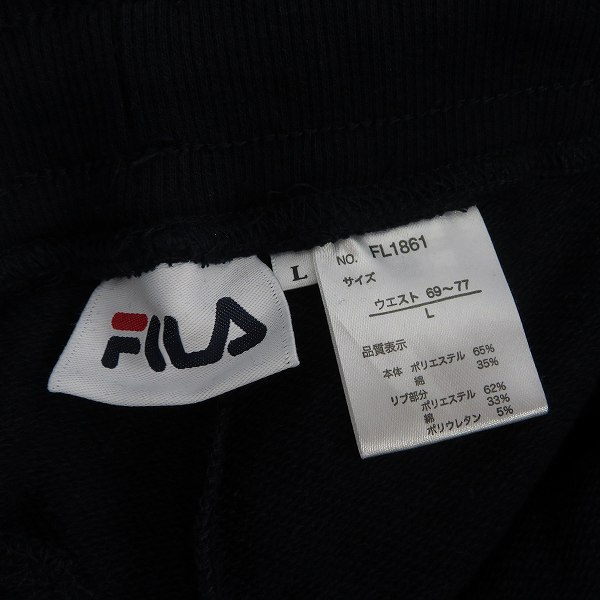 FILA
L
NO. FL1861
サイズ
ウエスト 69〜77
L
品質表示
本体 ポリエステル 65%
綿 35%
リブ部分
ポリエステル 62%
綿 33%
ポリウレタン 5%